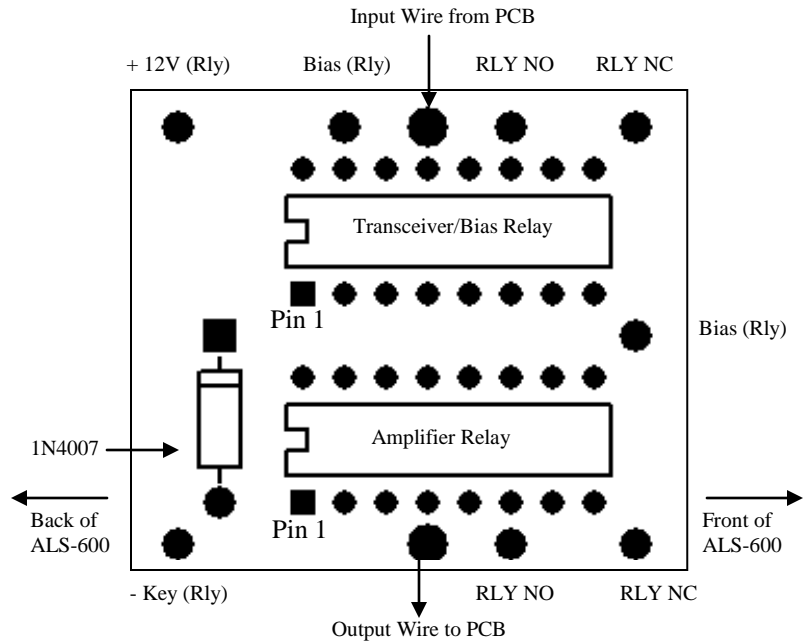 Input Wire from PCB
+ 12V (Rly) Bias (Rly) RLY NO RLY NC
Transceiver/Bias Relay
Pin 1
Bias (Rly)
Amplifier Relay
1N4007
Back of
ALS-600
Pin 1
Front of
ALS-600
- Key (Rly) RLY NO RLY NC
Output Wire to PCB